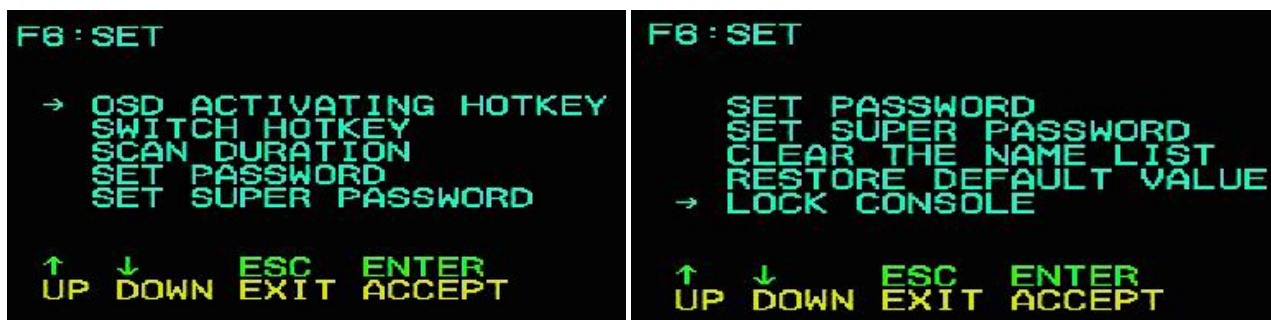 F6:SET
→ OSD ACTIVATING HOTKEY
SWITCH HOTKEY
SCAN DURATION
SET PASSWORD
SET SUPER PASSWORD
↑ ↓ ESC ENTER
UP DOWN EXIT ACCEPT
F6:SET
SET PASSWORD
SET SUPER PASSWORD
CLEAR THE NAME LIST
RESTORE DEFAULT VALUE
→ LOCK CONSOLE
↑ ↓ ESC ENTER
UP DOWN EXIT ACCEPT